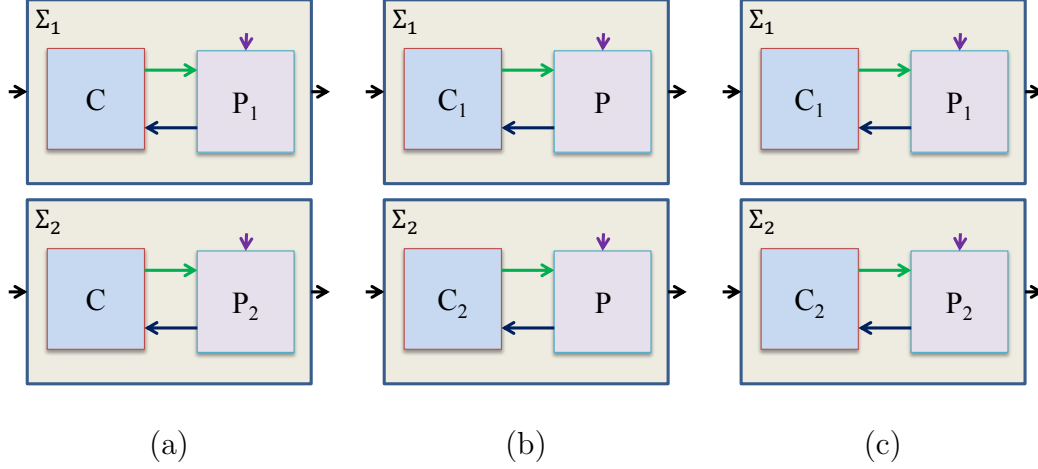 Σ₁ Σ₁ Σ₁
C P₁ C₁ P C₁ P₁
Σ₂ Σ₂ Σ₂
C P₂ C₂ P C₂ P₂
(a) (b) (c)